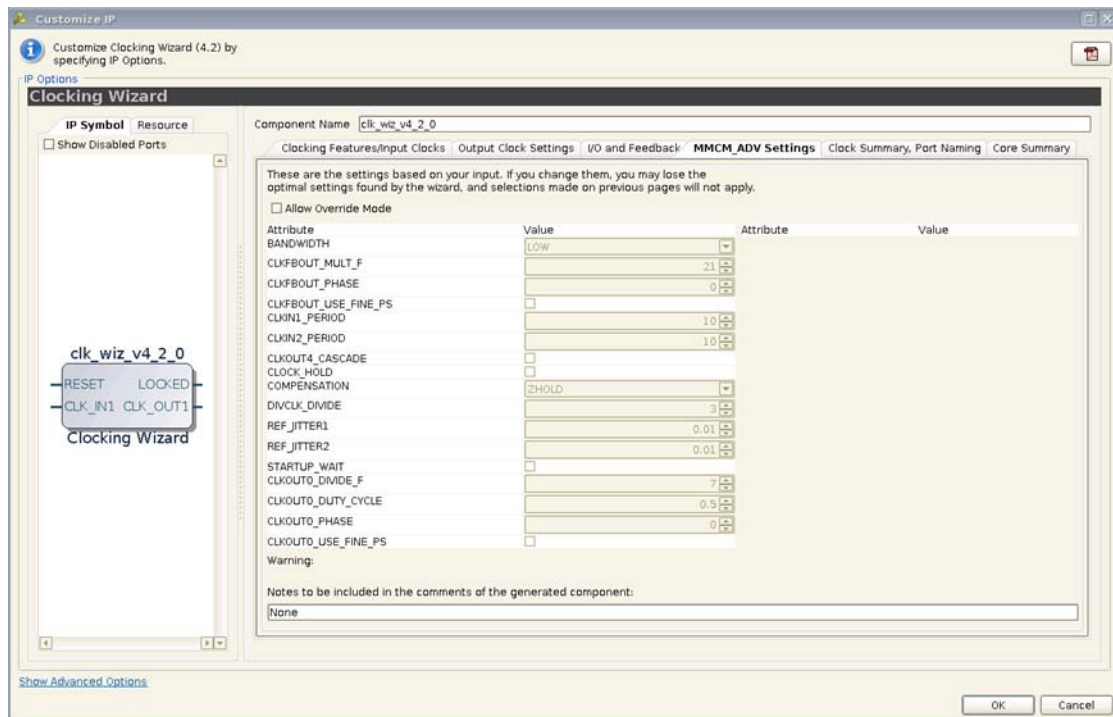 Customize IP
Customize Clocking Wizard (4.2) by
specifying IP Options.
IP Options
Clocking Wizard
IP Symbol Resource
Show Disabled Ports
clk_wiz_v4_2_0
RESET LOCKED
CLK_IN1 CLK_OUT1
Clocking Wizard
Component Name clk_wiz_v4_2_0
Clocking Features/Input Clocks Output Clock Settings I/O and Feedback MMCM_ADV Settings Clock Summary, Port Naming Core Summary
These are the settings based on your input. If you change them, you may lose the
optimal settings found by the wizard, and selections made on previous pages will not apply.
Allow Override Mode
Attribute Value Attribute Value
BANDWIDTH LOW
CLKFBOUT_MULT_F 21
CLKFBOUT_PHASE 0
CLKFBOUT_USE_FINE_PS
CLKIN1_PERIOD 10
CLKIN2_PERIOD 10
CLKOUT4_CASCADE
CLOCK_HOLD
COMPENSATION ZHOLD
DIVCLK_DIVIDE 3
REF_JITTER1 0.01
REF_JITTER2 0.01
STARTUP_WAIT
CLKOUT0_DIVIDE_F 7
CLKOUT0_DUTY_CYCLE 0.5
CLKOUT0_PHASE 0
CLKOUT0_USE_FINE_PS
Warning:
Notes to be included in the comments of the generated component:
None
Show Advanced Options
OK Cancel